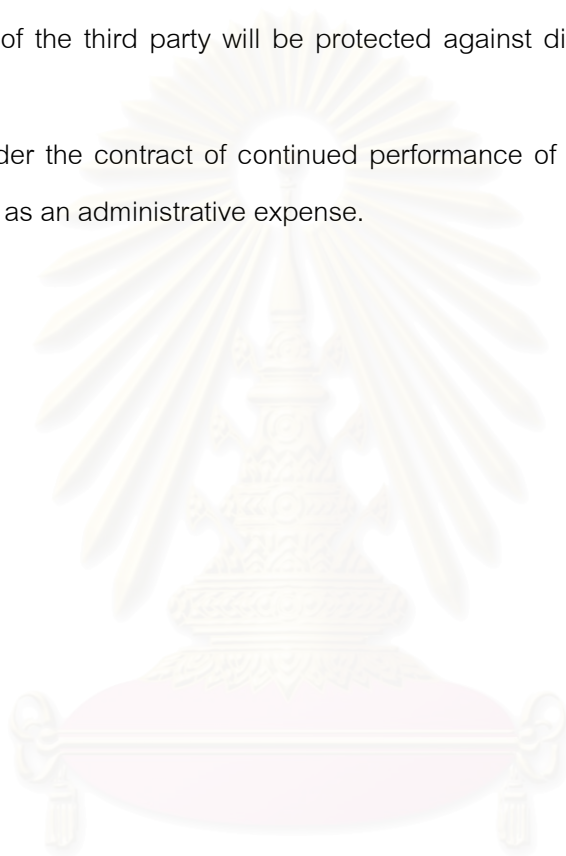 of the third party will be protected against di
der the contract of continued performance of
as an administrative expense.